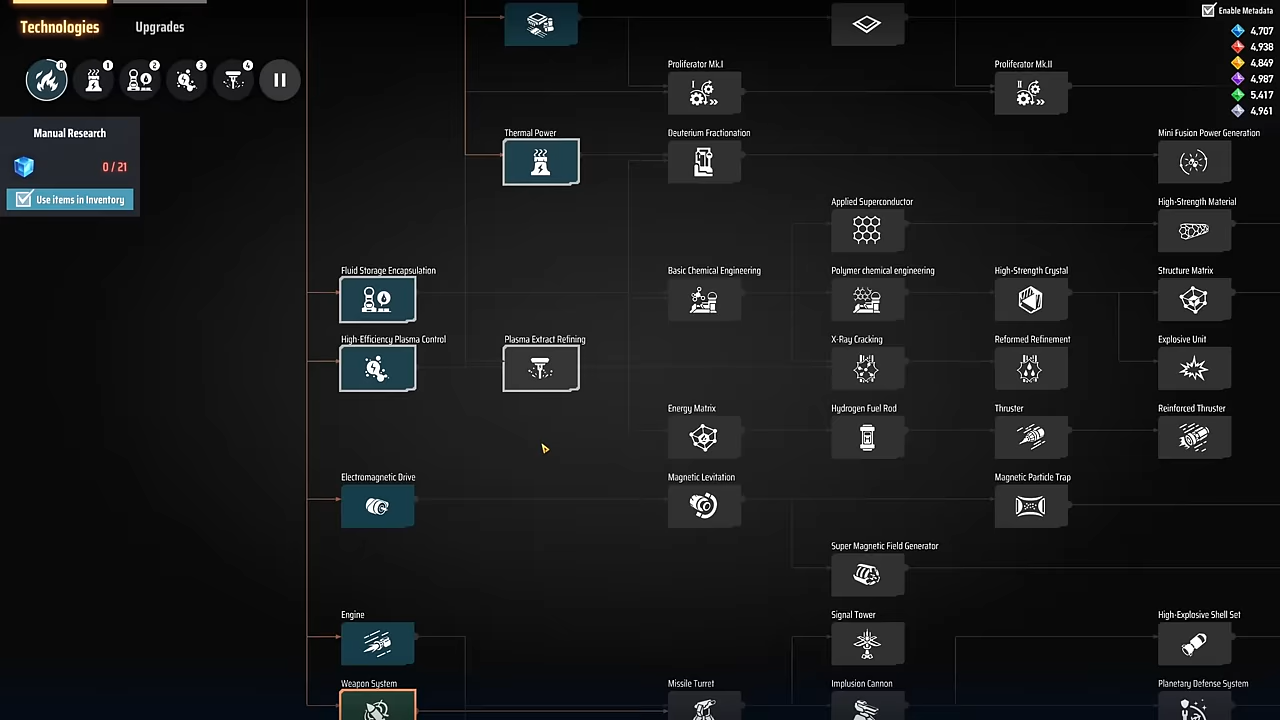 Technologies
Upgrades
Enable Metadata
4,707
4,938
4,849
4,987
5,417
4,961
0
1
2
3
4
Manual Research
0 / 21
Use items in Inventory
Proliferator Mk.I
Proliferator Mk.II
I
II
Thermal Power
Deuterium Fractionation
Mini Fusion Power Generation
Applied Superconductor
High-Strength Material
Fluid Storage Encapsulation
Basic Chemical Engineering
Polymer chemical engineering
High-Strength Crystal
Structure Matrix
High-Efficiency Plasma Control
Plasma Extract Refining
X-Ray Cracking
Reformed Refinement
Explosive Unit
Energy Matrix
Hydrogen Fuel Rod
Thruster
Reinforced Thruster
Electromagnetic Drive
Magnetic Levitation
Magnetic Particle Trap
Super Magnetic Field Generator
Engine
Signal Tower
High-Explosive Shell Set
Weapon System
Missile Turret
Implusion Cannon
Planetary Defense System